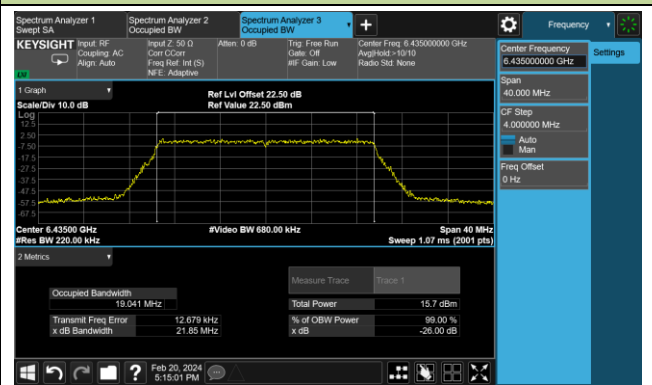 Spectrum Analyzer 1
Swept SA
Spectrum Analyzer 2
Occupied BW
Spectrum Analyzer 3
Occupied BW
Frequency
KEYSIGHT
Input: RF
Coupling: AC
Align: Auto
Input Z: 50 Ω
Corr CCorr
Freq Ref: Int (S)
NFE: Adaptive
Atten: 0 dB
Trig: Free Run
Gate: Off
#IF Gain: Low
Center Freq: 6.435000000 GHz
Avg|Hold:>10/10
Radio Std: None
Center Frequency
6.435000000 GHz
Settings
Span
40.000 MHz
CF Step
4.000000 MHz
Auto
Man
Freq Offset
0 Hz
1 Graph
Scale/Div 10.0 dB
Ref Lvl Offset 22.50 dB
Ref Value 22.50 dBm
Log
12.5
2.50
-7.50
-17.5
-27.5
-37.5
-47.5
-57.5
-67.5
Center 6.43500 GHz
#Res BW 220.00 kHz
#Video BW 680.00 kHz
Span 40 MHz
Sweep 1.07 ms (2001 pts)
2 Metrics
Measure Trace
Trace 1
Occupied Bandwidth
19.041 MHz
Total Power
15.7 dBm
Transmit Freq Error
12.679 kHz
% of OBW Power
99.00 %
x dB Bandwidth
21.85 MHz
x dB
-26.00 dB
Feb 20, 2024
5:15:01 PM